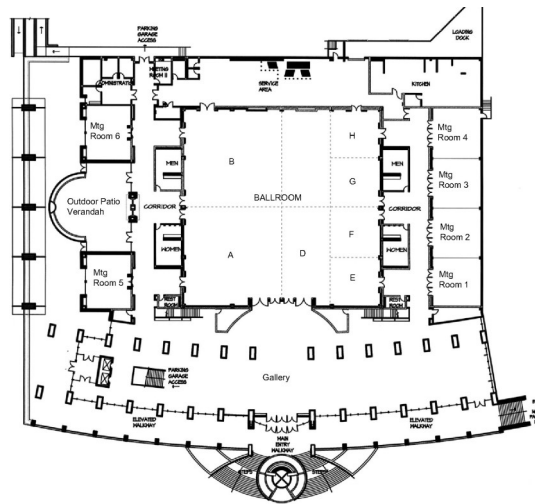 PARKING
GARAGE
ACCESS
LOADING
DOCK
MEETING
ROOM 8
ADMINISTRATION
SERVICE
AREA
KITCHEN
Mtg
Room 6
B
H
MEN
MEN
Mtg
Room 4
G
Mtg
Room 3
Outdoor Patio
Verandah
CORRIDOR
BALLROOM
CORRIDOR
F
WOMEN
WOMEN
Mtg
Room 2
A
D
E
Mtg
Room 5
Mtg
Room 1
REST
ROOM
REST
ROOM
PARKING
GARAGE
ACCESS
Gallery
ELEVATED
WALKWAY
MAIN
ENTRY
WALKWAY
ELEVATED
WALKWAY
STEPS